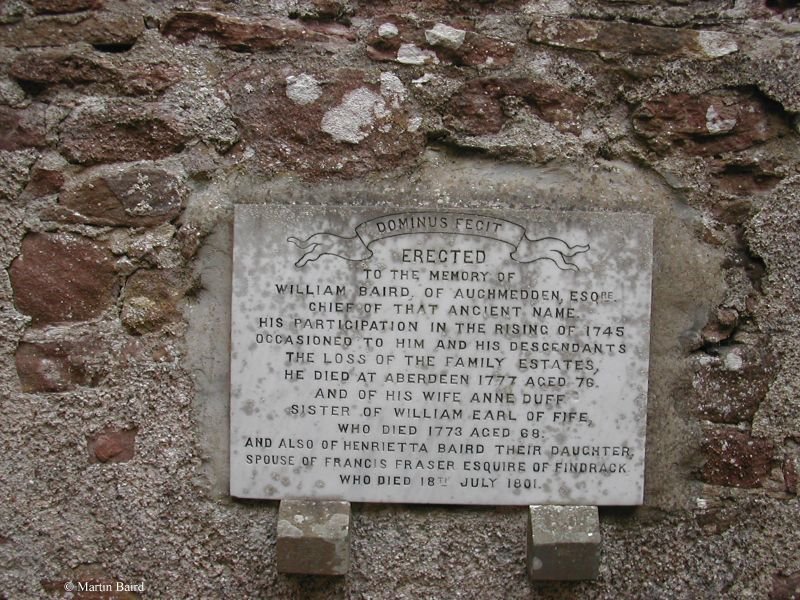 DOMINUS FECIT
ERECTED
TO THE MEMORY OF
WILLIAM BAIRD, OF AUCHMEDDEN, ESQRE.
CHIEF OF THAT ANCIENT NAME.
HIS PARTICIPATION IN THE RISING OF 1745
OCCASIONED TO HIM AND HIS DESCENDANTS
THE LOSS OF THE FAMILY ESTATES,
HE DIED AT ABERDEEN 1777 AGED 76.
AND OF HIS WIFE ANNE DUFF
SISTER OF WILLIAM EARL OF FIFE,
WHO DIED 1773 AGED 68.
AND ALSO OF HENRIETTA BAIRD THEIR DAUGHTER,
SPOUSE OF FRANCIS FRASER ESQUIRE OF FINDRACK
WHO DIED 18TH JULY 1801.
© Martin Baird